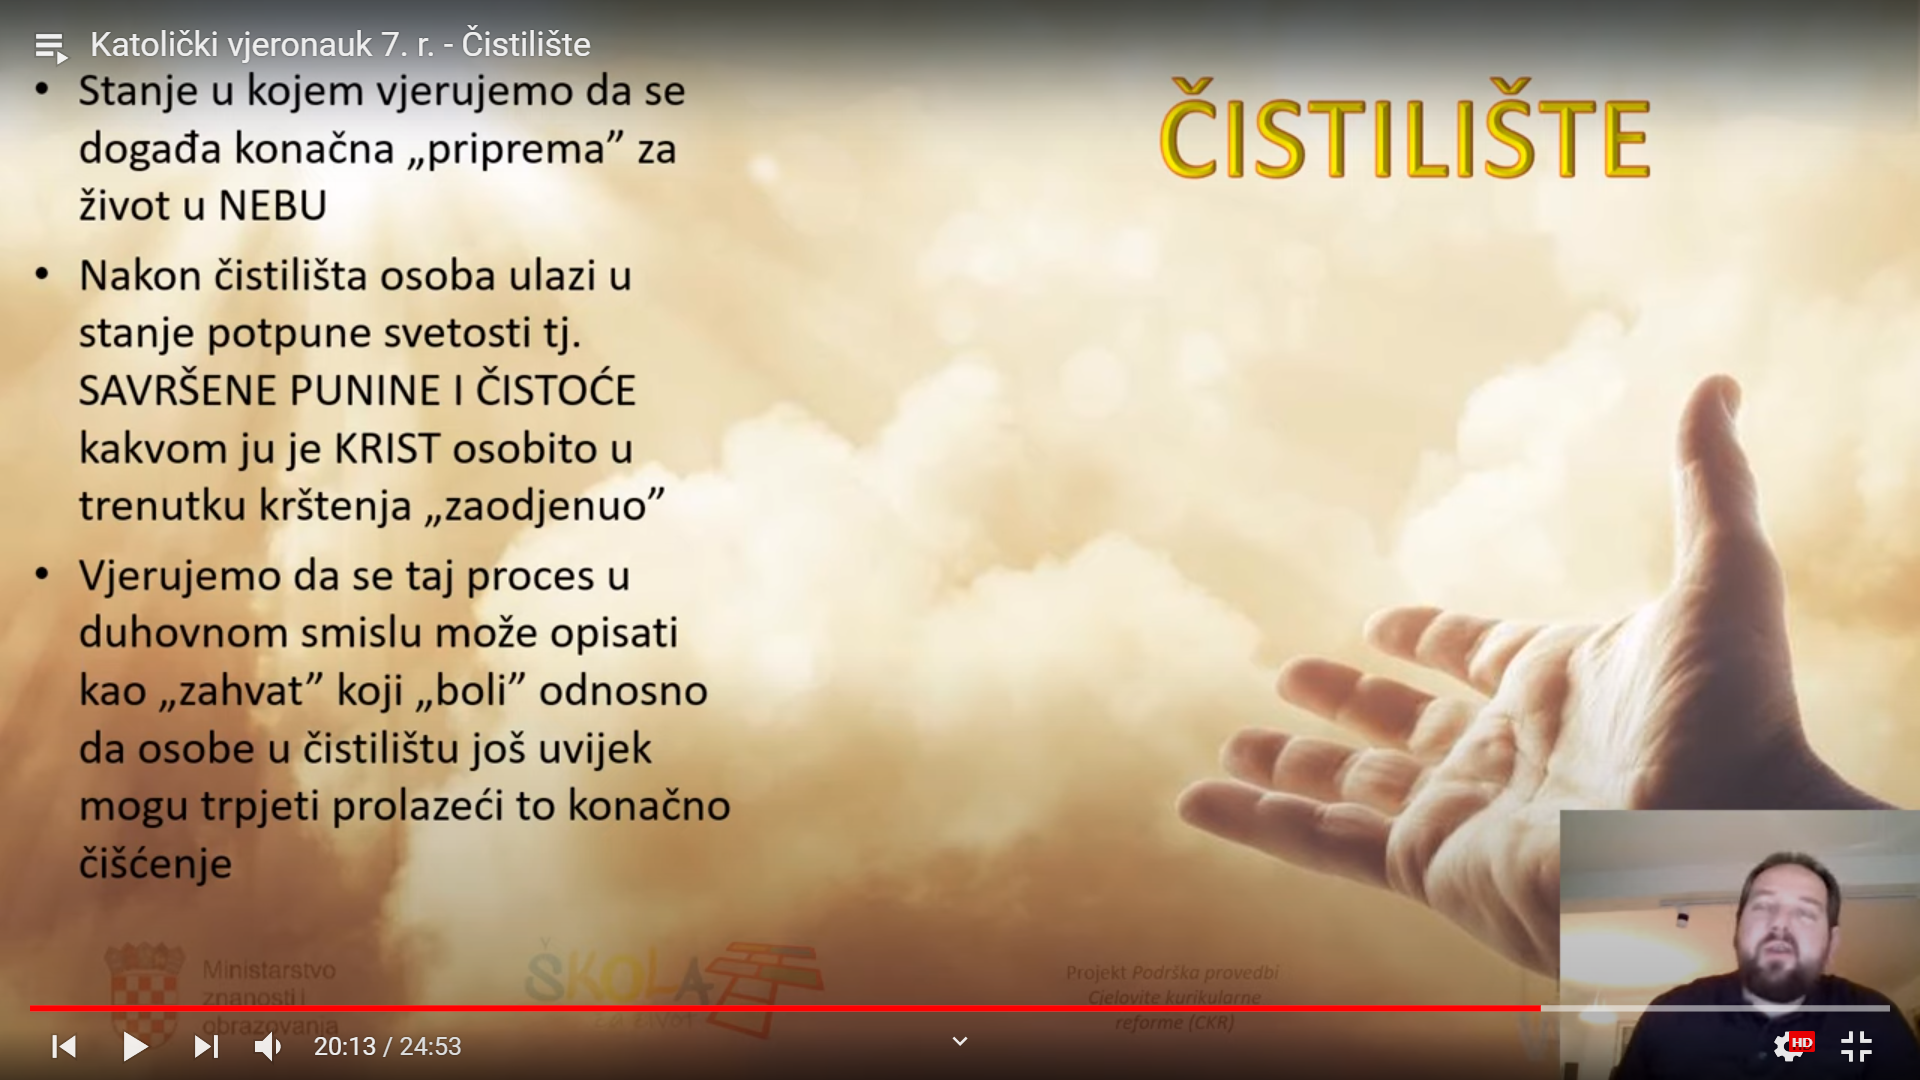 Katolički vjeronauk 7. r. - Čistilište
ČISTILIŠTE
• Stanje u kojem vjerujemo da se
događa konačna „priprema” za
život u NEBU
• Nakon čistilišta osoba ulazi u
stanje potpune svetosti tj.
SAVRŠENE PUNINE I ČISTOĆE
kakvom ju je KRIST osobito u
trenutku krštenja „zaodjenuo”
• Vjerujemo da se taj proces u
duhovnom smislu može opisati
kao „zahvat” koji „boli” odnosno
da osobe u čistilištu još uvijek
mogu trpjeti prolazeći to konačno
čišćenje
Ministarstvo
znanosti i
obrazovanja
ŠKOLA
za život
Projekt Podrška provedbi
Cjelovite kurikularne
reforme (CKR)
20:13 / 24:53
HD